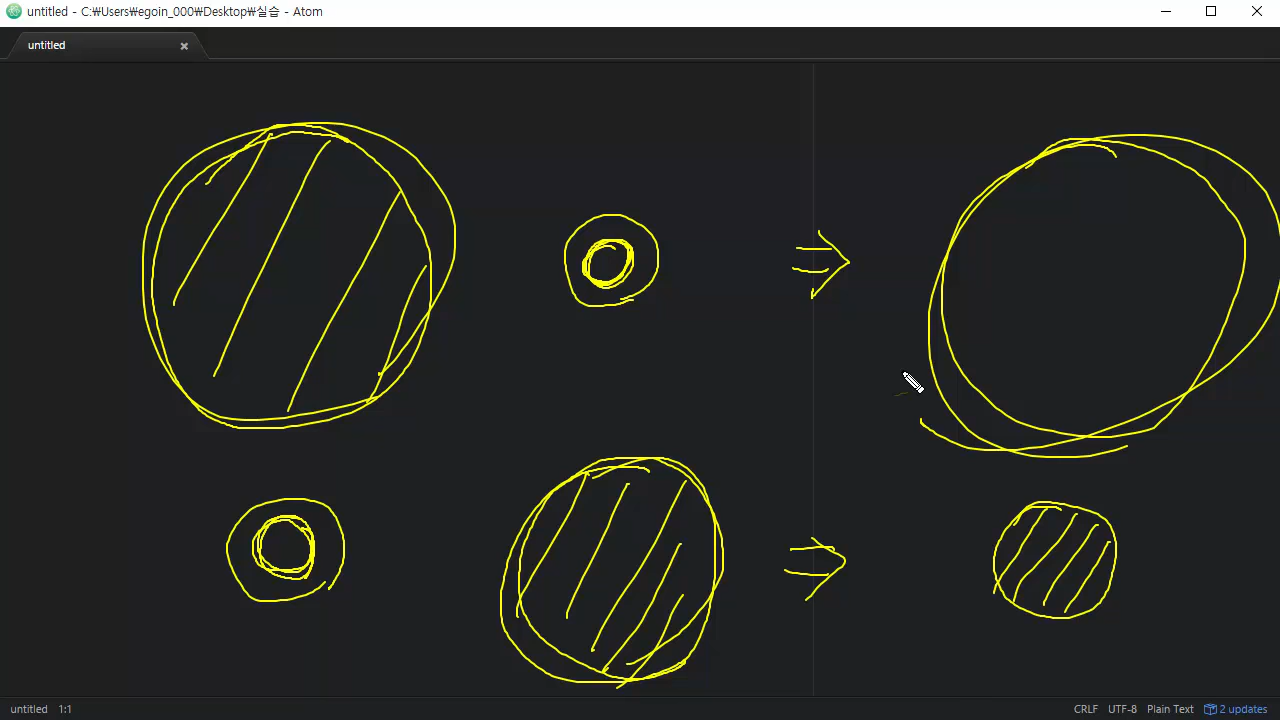 untitled - C:₩Users₩egoin_000₩Desktop₩실습 - Atom
untitled
untitled 1:1 CRLF UTF-8 Plain Text 2 updates